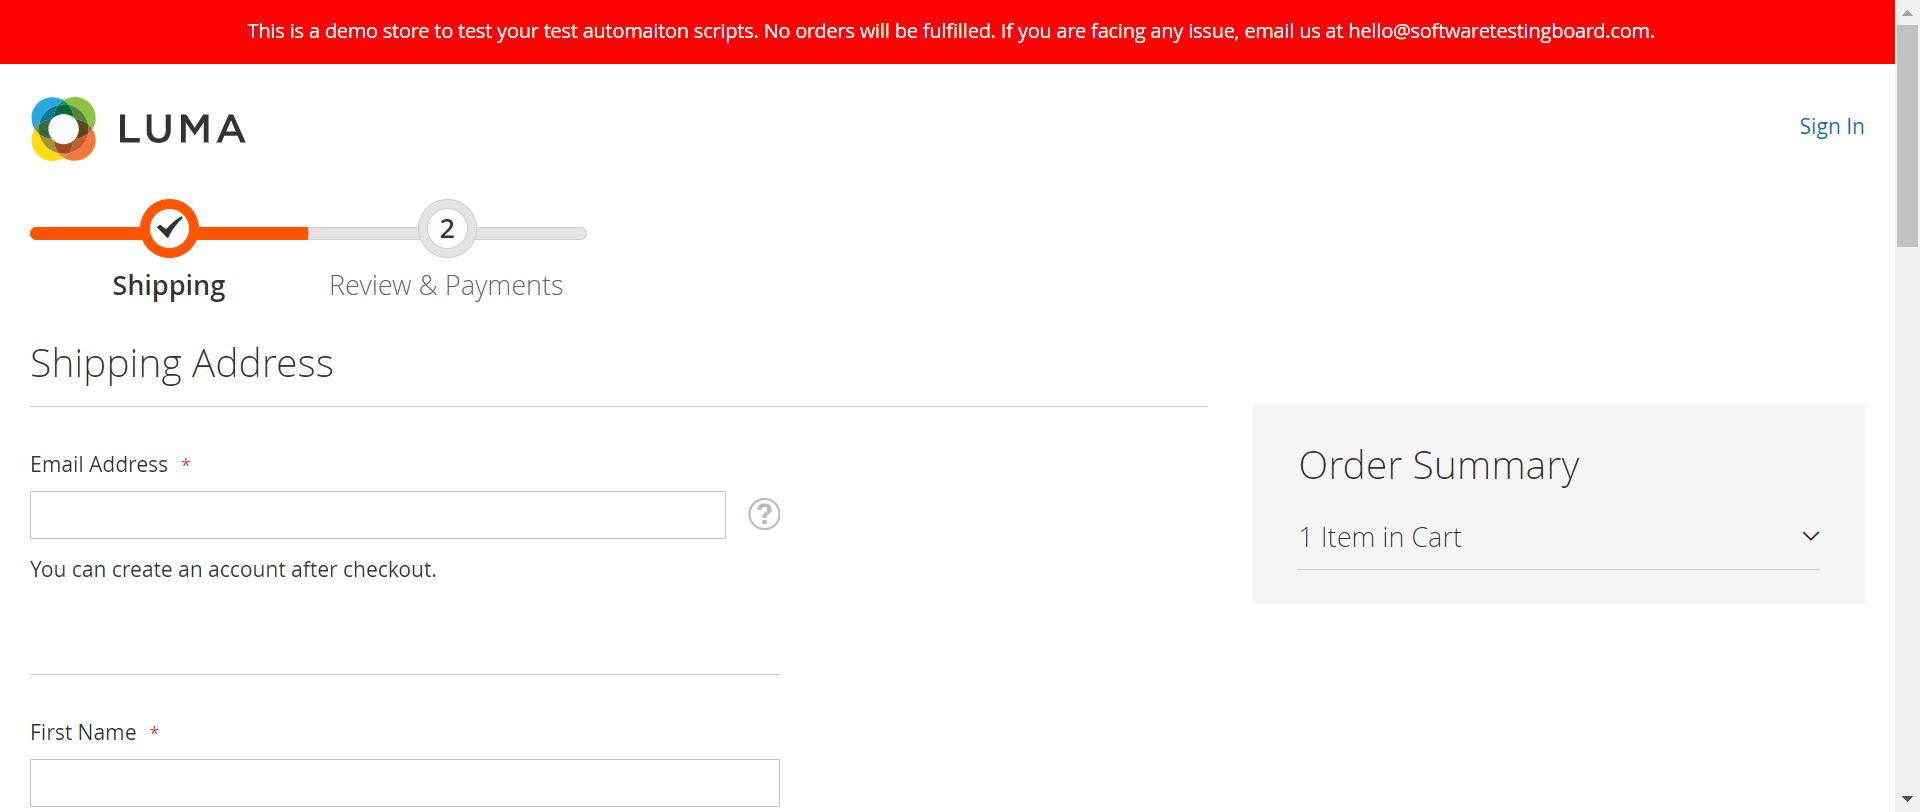 This is a demo store to test your test automaiton scripts. No orders will be fulfilled. If you are facing any issue, email us at hello@softwaretestingboard.com.
LUMA
Sign In
2
Shipping
Review & Payments
Shipping Address
Email Address *
?
You can create an account after checkout.
Order Summary
1 Item in Cart
First Name *